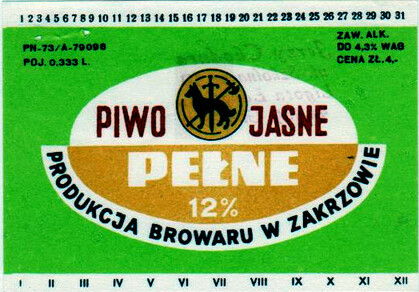 1 2 3 4 5 6 7 8 9 10 11 12 13 14 15 16 17 18 19 20 21 22 23 24 25 26 27 28 29 30 31
PN-73/A-79098
POJ. 0,333 L.
ZAW. ALK.
DO 4,3% WAG
CENA ZŁ. 4,-
PIWO JASNE
PEŁNE
12%
PRODUKCJA BROWARU W ZAKRZOWIE
I II III IV V VI VII VIII IX X XI XII